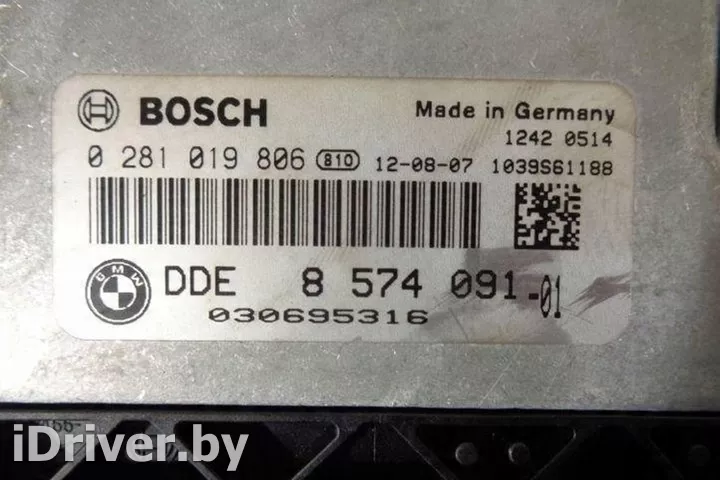 BOSCH Made in Germany
1242 0514
0 281 019 806 810 12-08-07 1039S61188
BMW DDE 8 574 091-01
030695316
iDriver.by